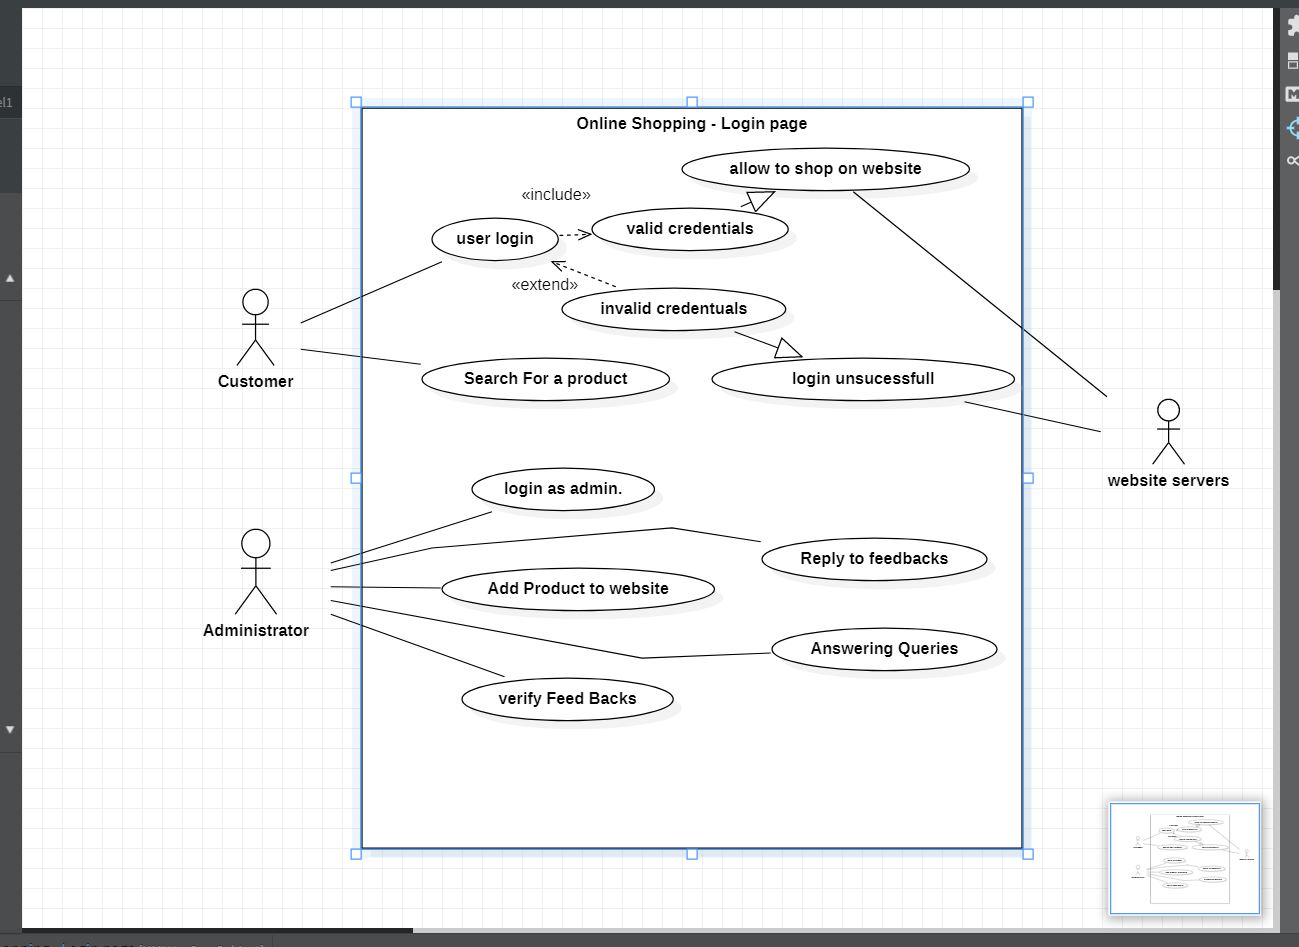 el1
Online Shopping - Login page
allow to shop on website
«include»
valid credentials
user login
«extend»
invalid credentuals
Customer
Search For a product
login unsucessfull
website servers
login as admin.
Reply to feedbacks
Add Product to website
Administrator
Answering Queries
verify Feed Backs